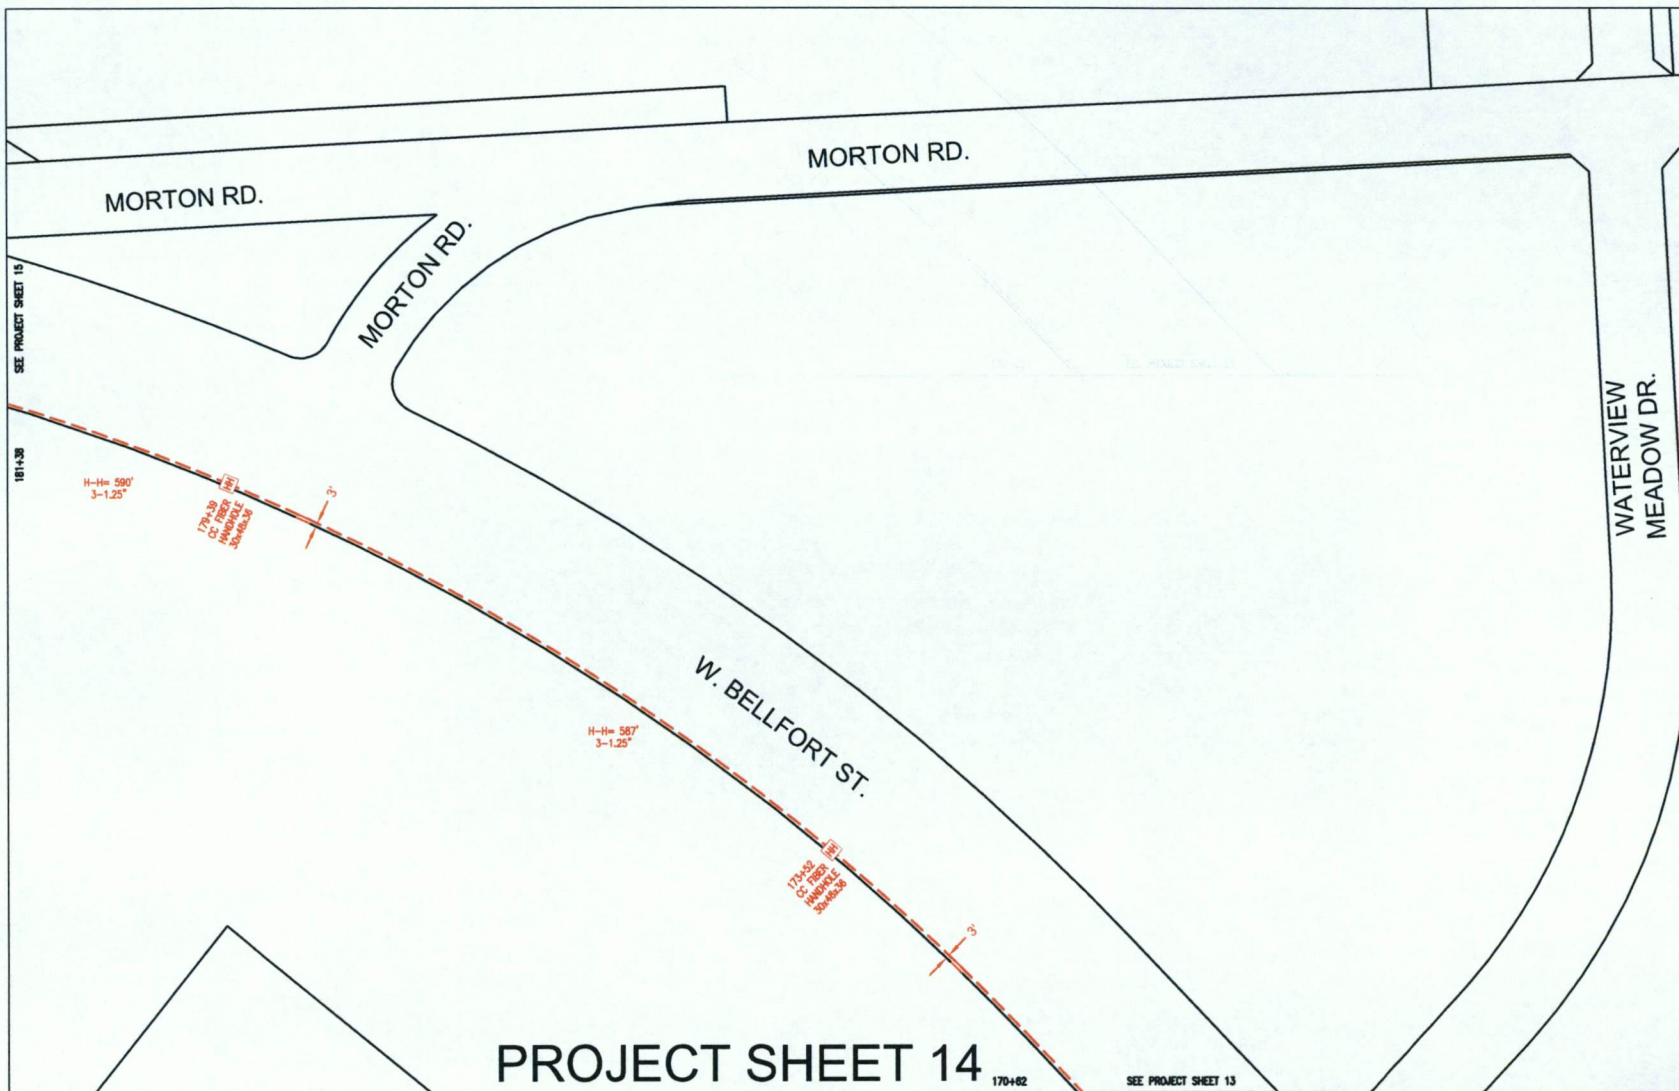 MORTON RD.
MORTON RD.
MORTON RD.
SEE PROJECT SHEET 15
181+38
H-H= 590'
3-1.25"
HH
179+39
CC FIBER
HANDHOLE
30x48x36
3'
WATERVIEW
MEADOW DR.
W. BELLFORT ST.
H-H= 587'
3-1.25"
HH
173+52
CC FIBER
HANDHOLE
30x48x36
3'
PROJECT SHEET 14
170+62
SEE PROJECT SHEET 13